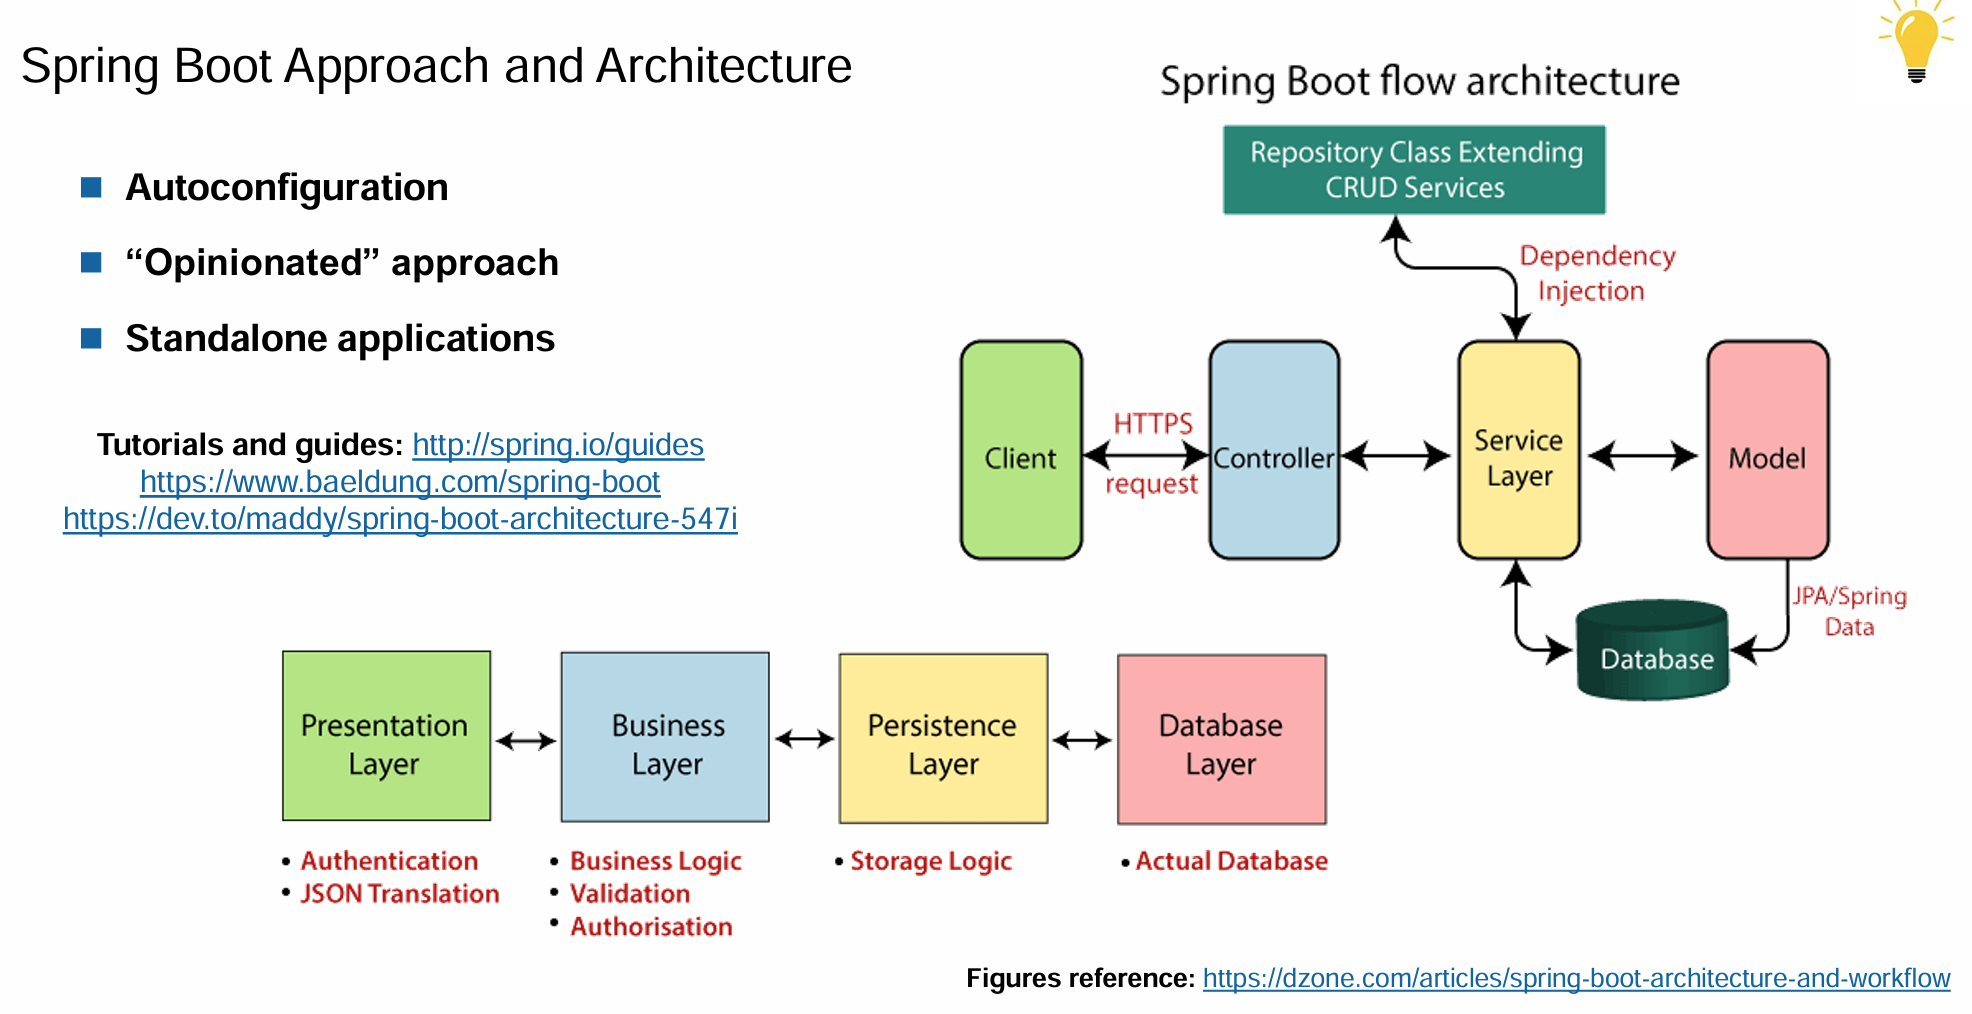 Spring Boot Approach and Architecture
Autoconfiguration
“Opinionated” approach
Standalone applications
Tutorials and guides: http://spring.io/guides
https://www.baeldung.com/spring-boot
https://dev.to/maddy/spring-boot-architecture-547i
Spring Boot flow architecture
Repository Class Extending
CRUD Services
Dependency
Injection
Client
HTTPS
request
Controller
Service
Layer
Model
JPA/Spring
Data
Database
Presentation
Layer
Business
Layer
Persistence
Layer
Database
Layer
• Authentication
• JSON Translation
• Business Logic
• Validation
• Authorisation
• Storage Logic
• Actual Database
Figures reference: https://dzone.com/articles/spring-boot-architecture-and-workflow